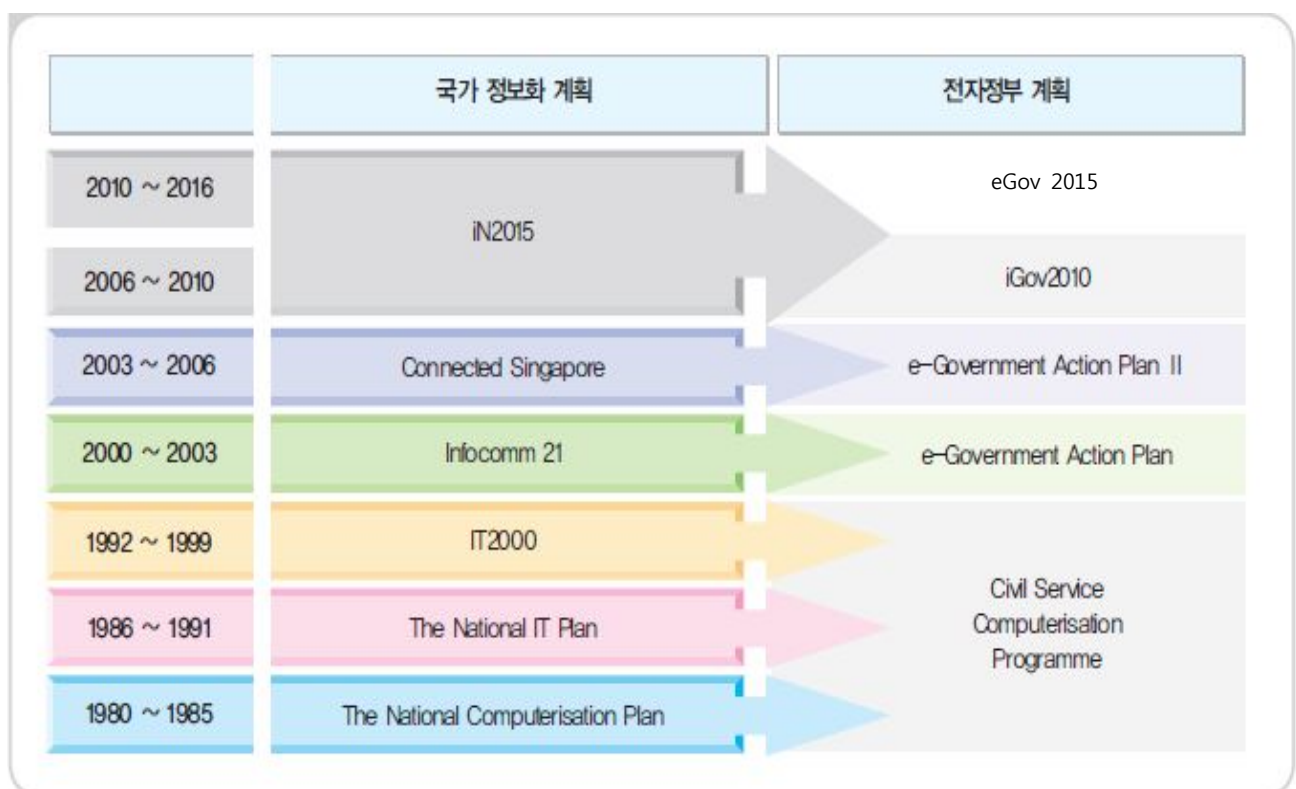 국가 정보화 계획
전자정부 계획
2010 ~ 2016
eGov 2015
iN2015
2006 ~ 2010
iGov2010
2003 ~ 2006
Connected Singapore
e-Government Action Plan II
2000 ~ 2003
Infocomm 21
e-Government Action Plan
1992 ~ 1999
IT2000
1986 ~ 1991
The National IT Plan
Civil Service
Computerisation
Programme
1980 ~ 1985
The National Computerisation Plan